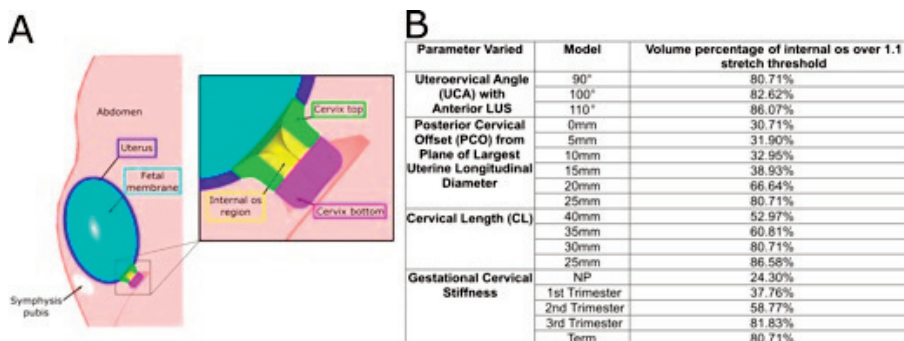 A
Abdomen
Uterus
Fetal
membrane
Symphysis
pubis
Cervix top
Internal os
region
Cervix bottom
B
Parameter Varied Model Volume percentage of internal os over 1.1
stretch threshold
Uteroervical Angle 90° 80.71%
(UCA) with 100° 82.62%
Anterior LUS 110° 86.07%
Posterior Cervical 0mm 30.71%
Offset (PCO) from 5mm 31.90%
Plane of Largest 10mm 32.95%
Uterine Longitudinal 15mm 38.93%
Diameter 20mm 66.64%
25mm 80.71%
Cervical Length (CL) 40mm 52.97%
35mm 60.81%
30mm 80.71%
25mm 86.58%
Gestational Cervical NP 24.30%
Stiffness 1st Trimester 37.76%
2nd Trimester 58.77%
3rd Trimester 81.83%
Term 80.71%